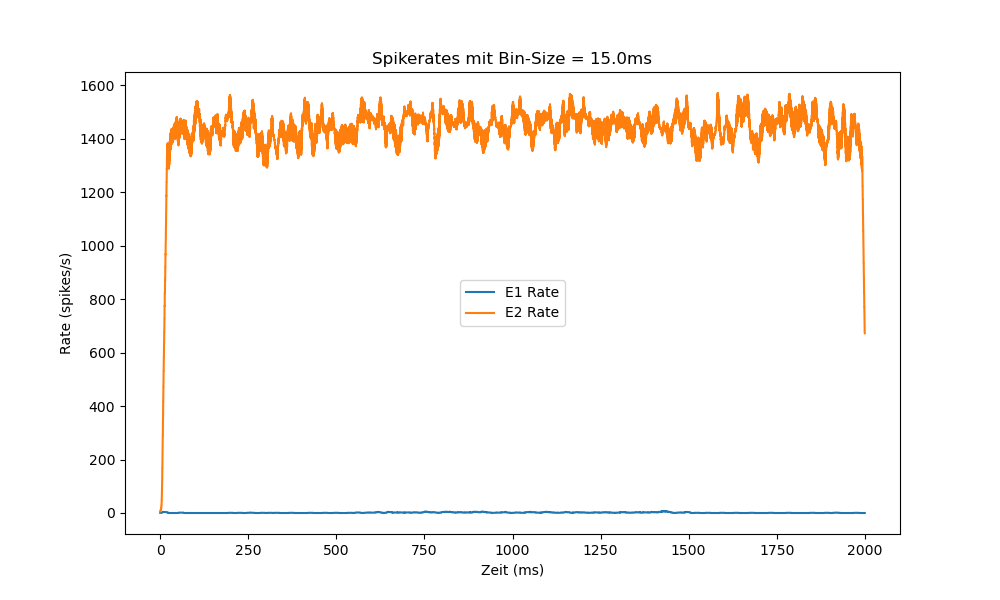 Spikerates mit Bin-Size = 15.0ms
Rate (spikes/s)
1600
1400
1200
1000
800
600
400
200
0
E1 Rate
E2 Rate
0 250 500 750 1000 1250 1500 1750 2000
Zeit (ms)